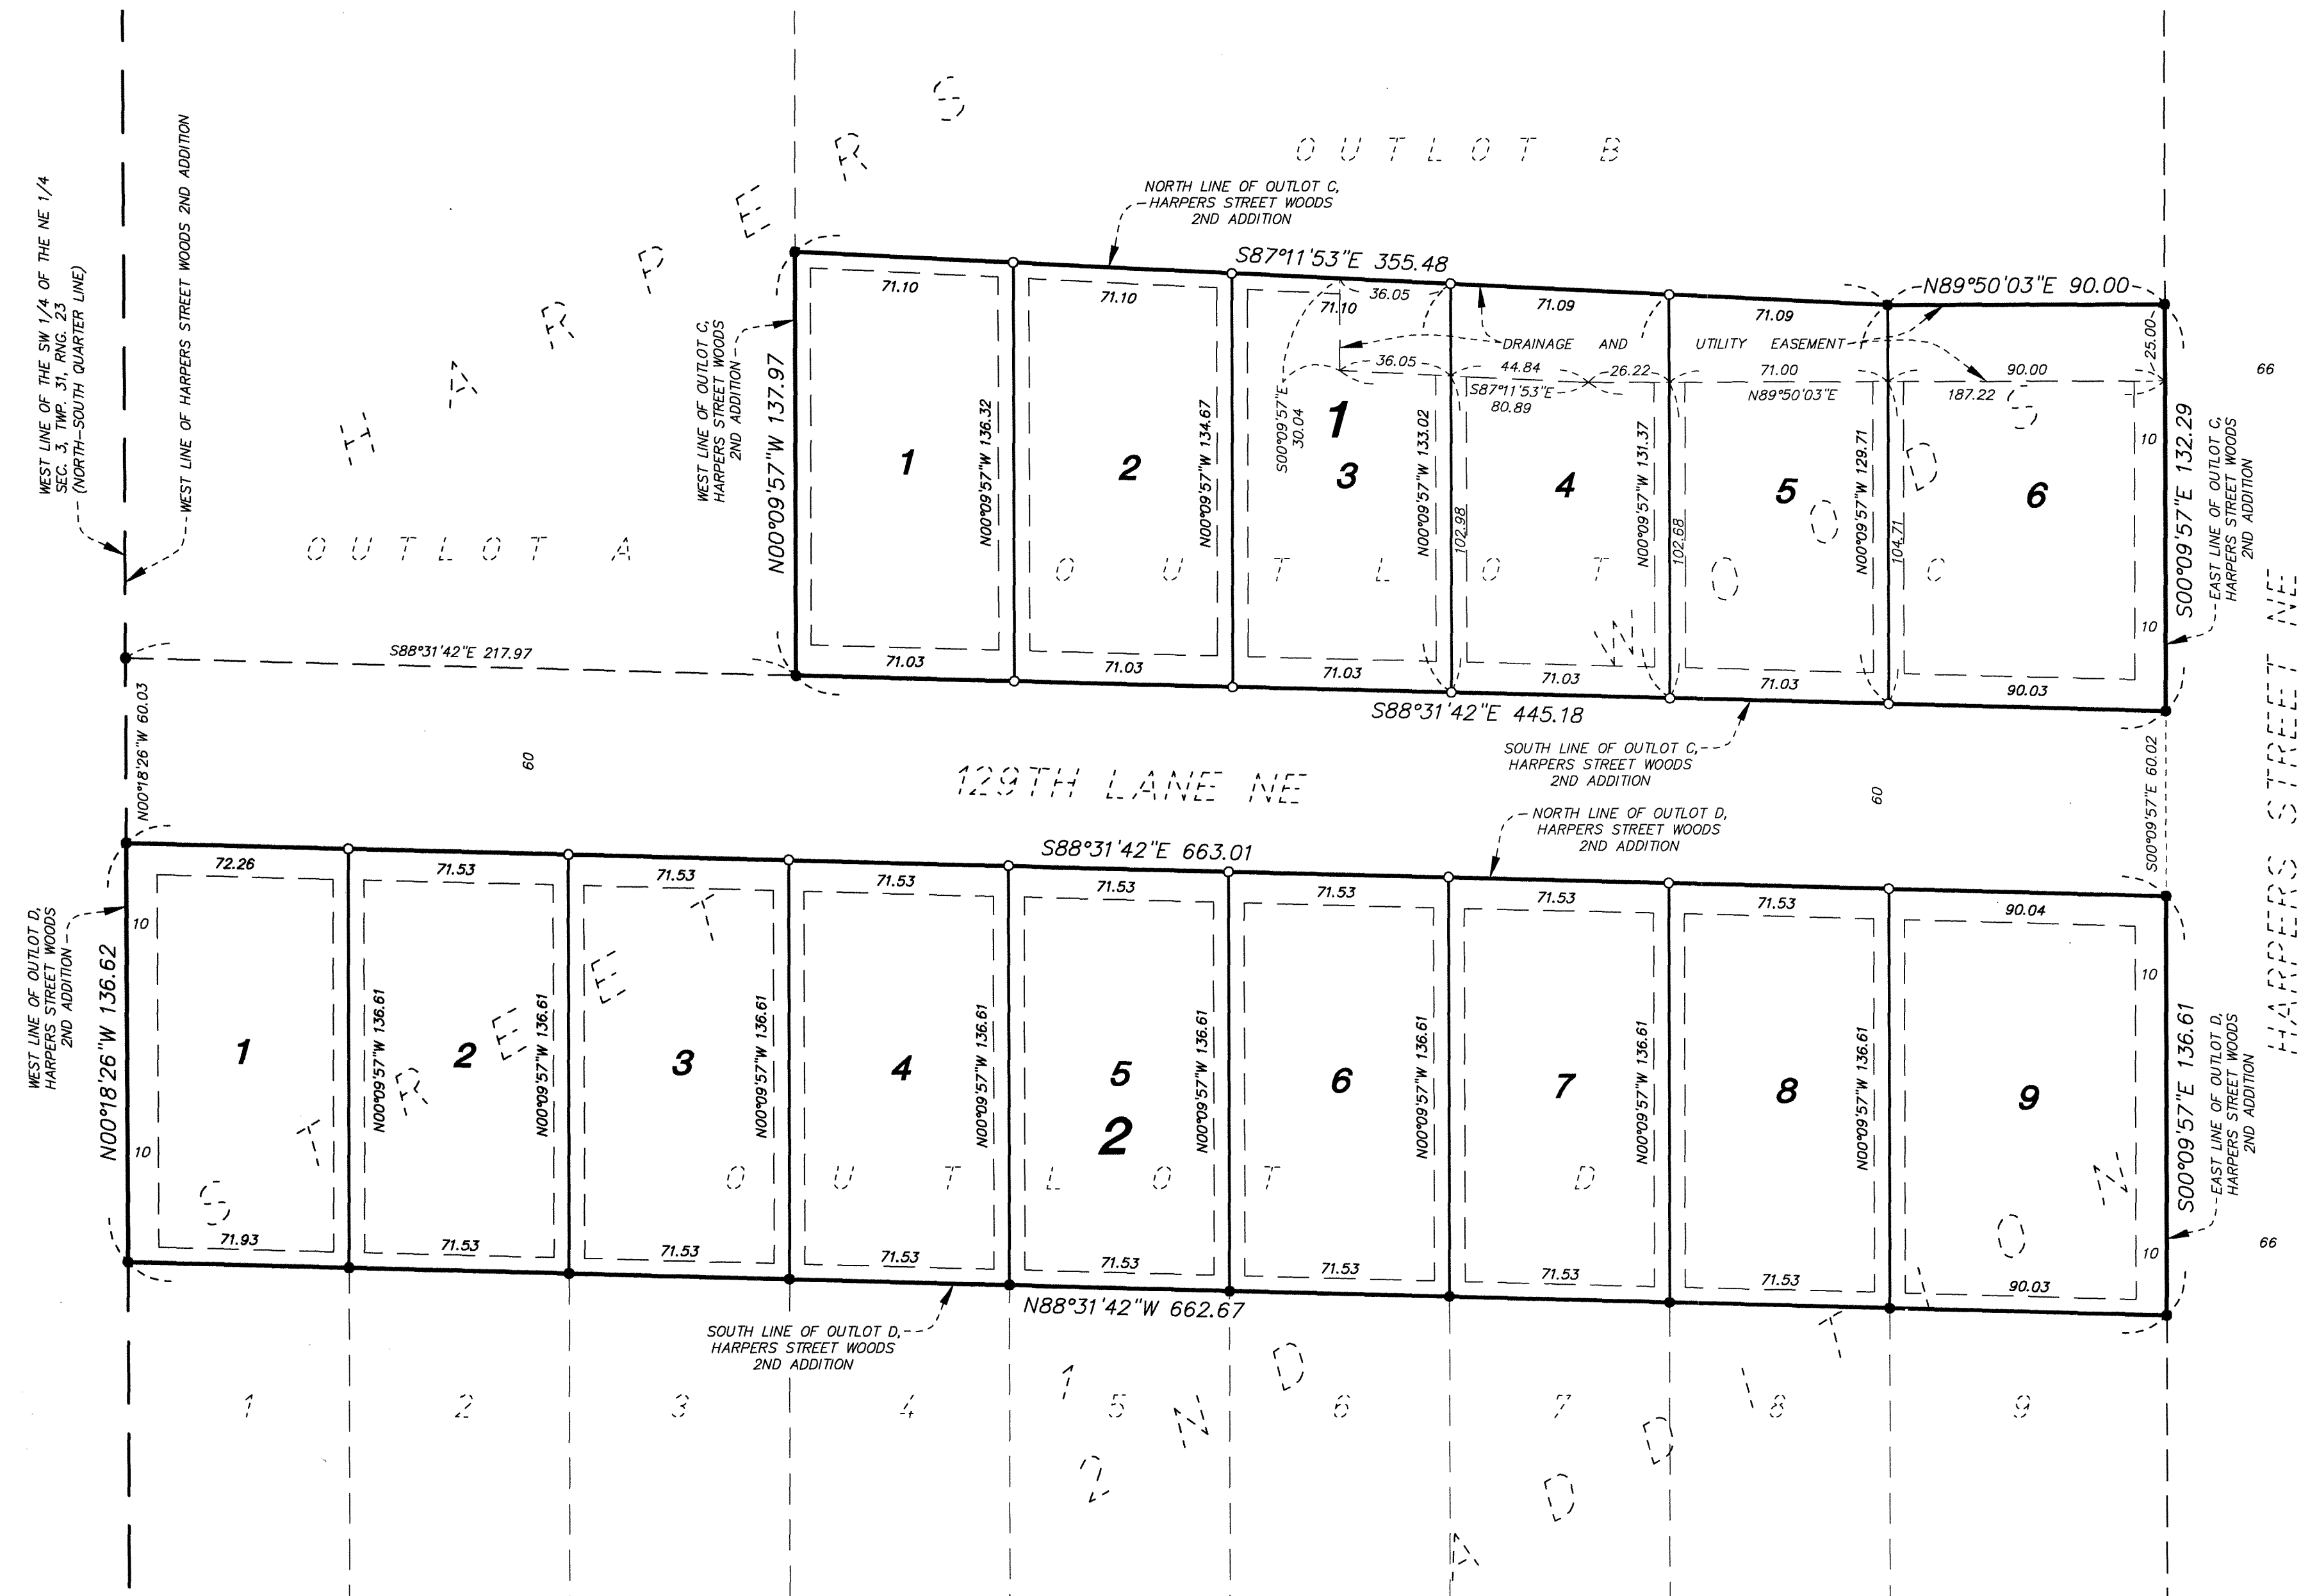 HARPERS
STREET
WOODS
2ND ADDITION
OUTLOT B
OUTLOT A
OUTLOT C
OUTLOT D
WEST LINE OF THE SW 1/4 OF THE NE 1/4
SEC. 3, TWP. 31, RNG. 23
(NORTH-SOUTH QUARTER LINE)
WEST LINE OF HARPERS STREET WOODS 2ND ADDITION
NORTH LINE OF OUTLOT C,
HARPERS STREET WOODS
2ND ADDITION
S87°11'53"E 355.48
N89°50'03"E 90.00
71.10
71.10
71.10
36.05
71.09
71.09
25.00
DRAINAGE AND UTILITY EASEMENT
36.05
44.84
26.22
71.00
90.00
S87°11'53"E
80.89
N89°50'03"E
187.22
S00°09'57"E
30.04
66
WEST LINE OF OUTLOT C,
HARPERS STREET WOODS
2ND ADDITION
N00°09'57"W 137.97
N00°09'57"W 136.32
N00°09'57"W 134.67
N00°09'57"W 133.02
102.98
N00°09'57"W 131.37
102.68
N00°09'57"W 129.71
104.71
1
1
2
3
4
5
6
10
10
S00°09'57"E 132.29
EAST LINE OF OUTLOT C,
HARPERS STREET WOODS
2ND ADDITION
HARPERS STREET NE
S88°31'42"E 217.97
71.03
71.03
71.03
71.03
71.03
90.03
S88°31'42"E 445.18
SOUTH LINE OF OUTLOT C,
HARPERS STREET WOODS
2ND ADDITION
N00°18'26"W 60.03
60
129TH LANE NE
60
S00°09'57"E 60.02
NORTH LINE OF OUTLOT D,
HARPERS STREET WOODS
2ND ADDITION
S88°31'42"E 663.01
72.26
71.53
71.53
71.53
71.53
71.53
71.53
71.53
90.04
WEST LINE OF OUTLOT D,
HARPERS STREET WOODS
2ND ADDITION
N00°18'26"W 136.62
10
10
N00°09'57"W 136.61
N00°09'57"W 136.61
N00°09'57"W 136.61
N00°09'57"W 136.61
N00°09'57"W 136.61
N00°09'57"W 136.61
N00°09'57"W 136.61
N00°09'57"W 136.61
1
2
3
4
5
6
7
8
9
2
10
10
S00°09'57"E 136.61
EAST LINE OF OUTLOT D,
HARPERS STREET WOODS
2ND ADDITION
66
71.93
71.53
71.53
71.53
71.53
71.53
71.53
71.53
90.03
N88°31'42"W 662.67
SOUTH LINE OF OUTLOT D,
HARPERS STREET WOODS
2ND ADDITION
1
2
3
4
5
6
7
8
9
1